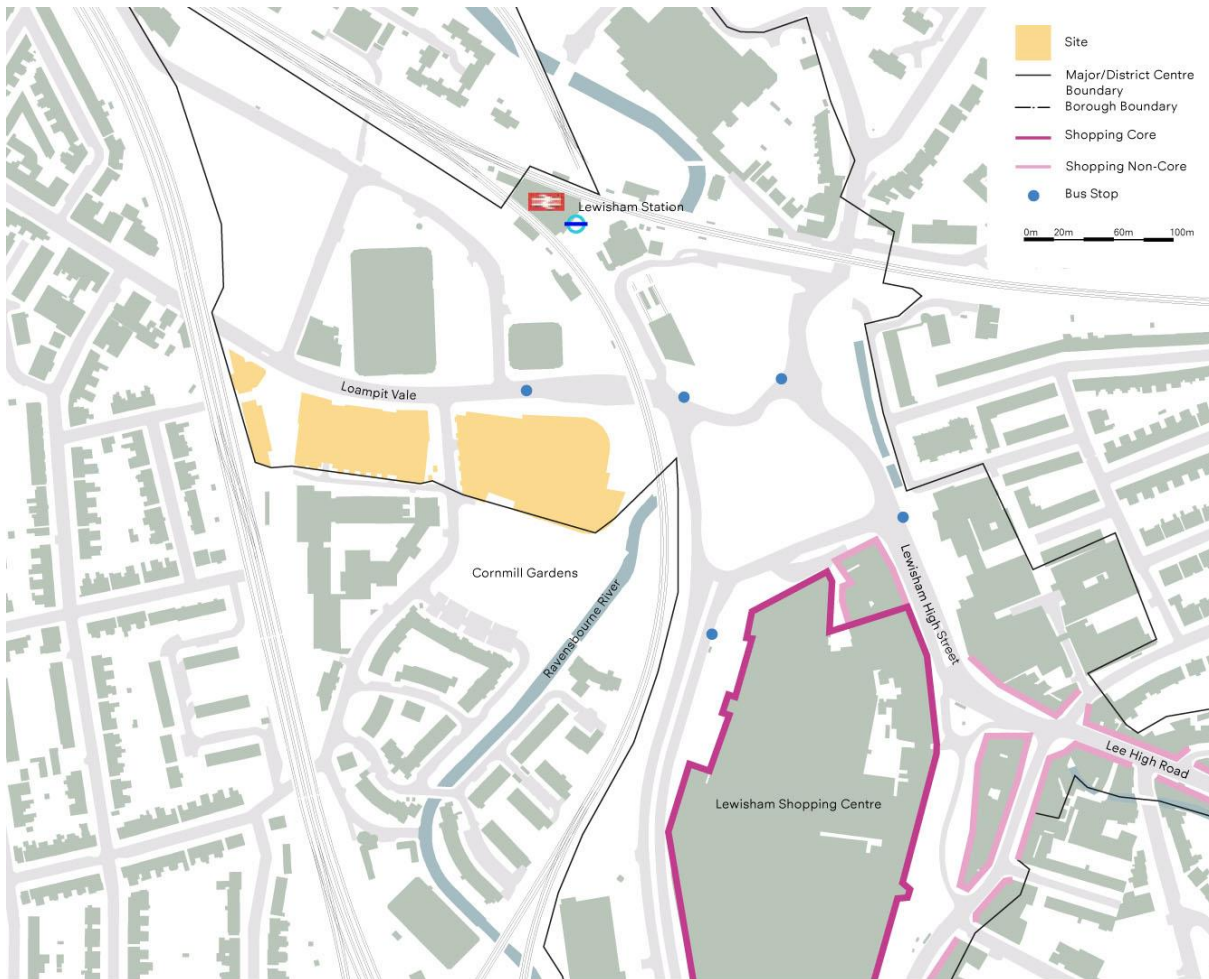 Site
Major/District Centre
Boundary
Borough Boundary
Shopping Core
Shopping Non-Core
Bus Stop
0m 20m 60m 100m
Lewisham Station
Loampit Vale
Cornmill Gardens
Ravensbourne River
Lewisham High Street
Lee High Road
Lewisham Shopping Centre